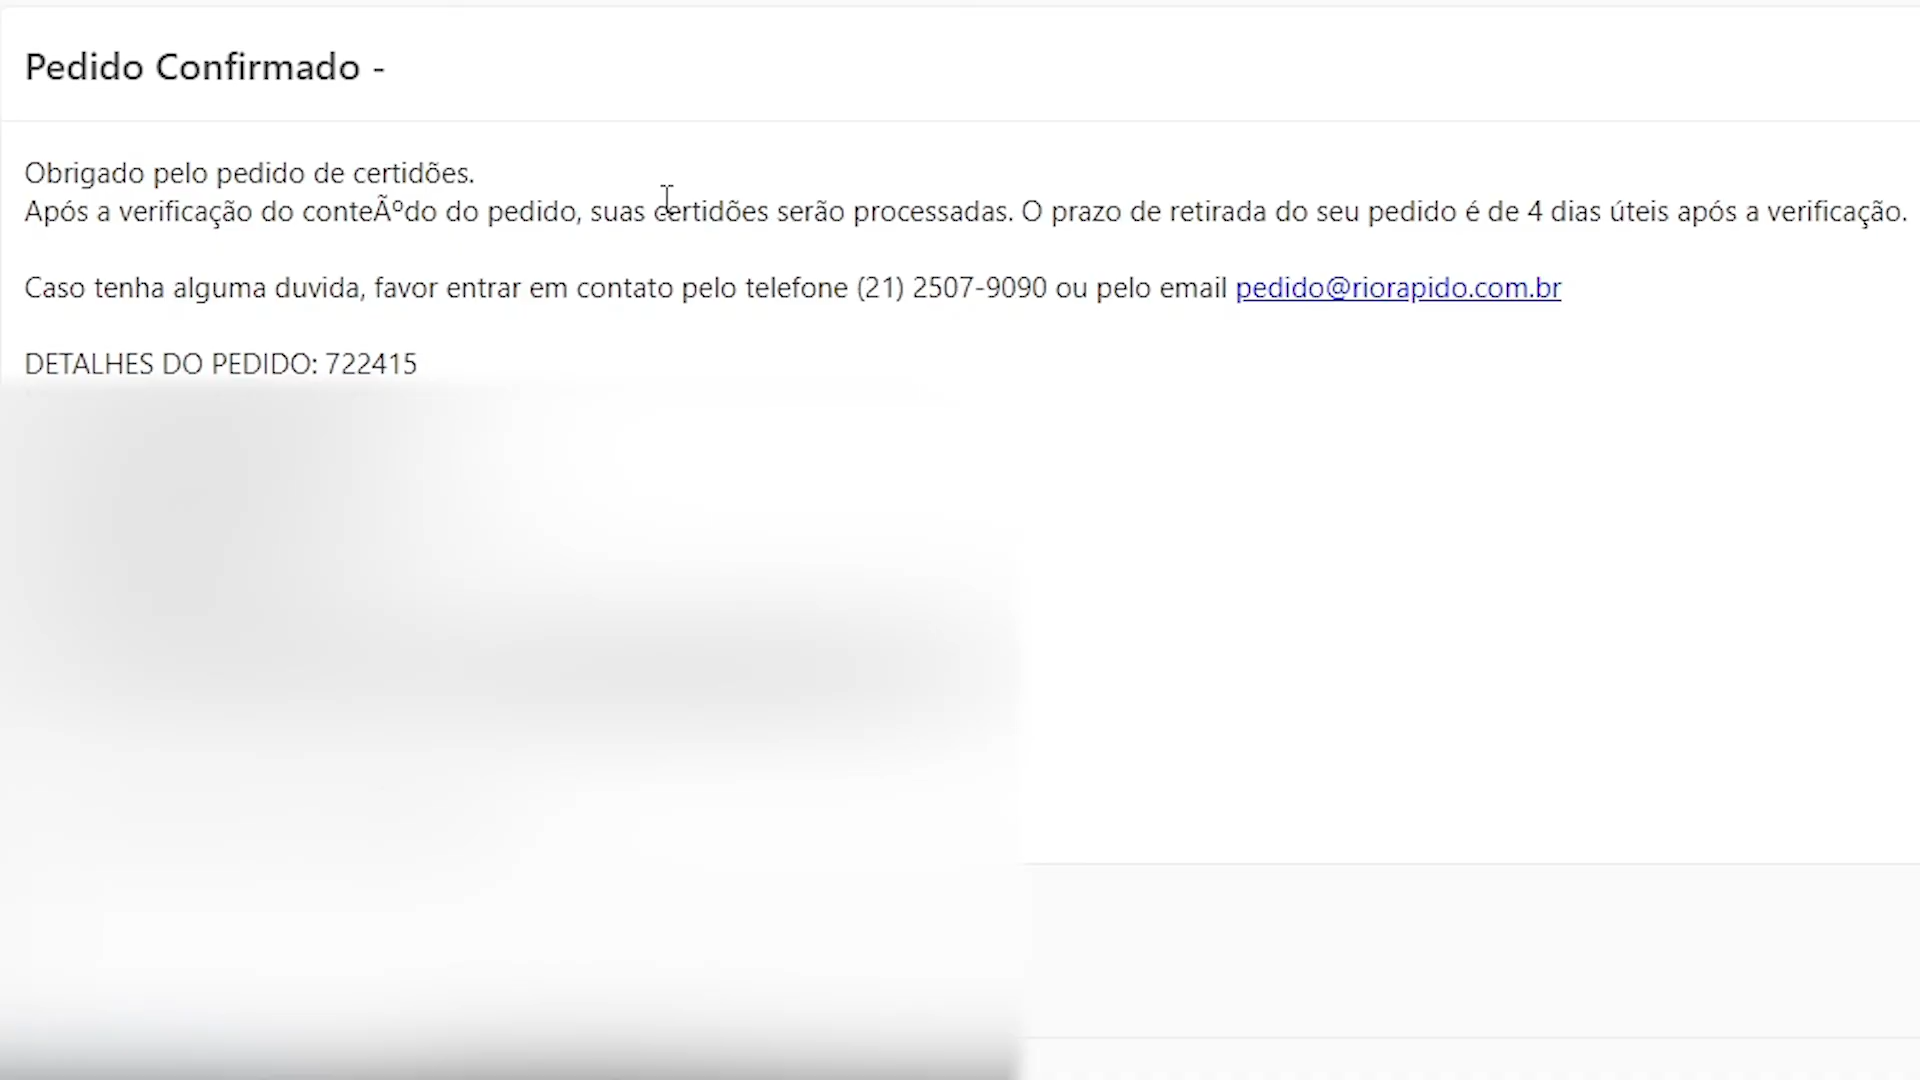 Pedido Confirmado -
Obrigado pelo pedido de certidões.
Após a verificação do conteÃºdo do pedido, suas certidões serão processadas. O prazo de retirada do seu pedido é de 4 dias úteis após a verificação.
Caso tenha alguma duvida, favor entrar em contato pelo telefone (21) 2507-9090 ou pelo email pedido@riorapido.com.br
DETALHES DO PEDIDO: 722415